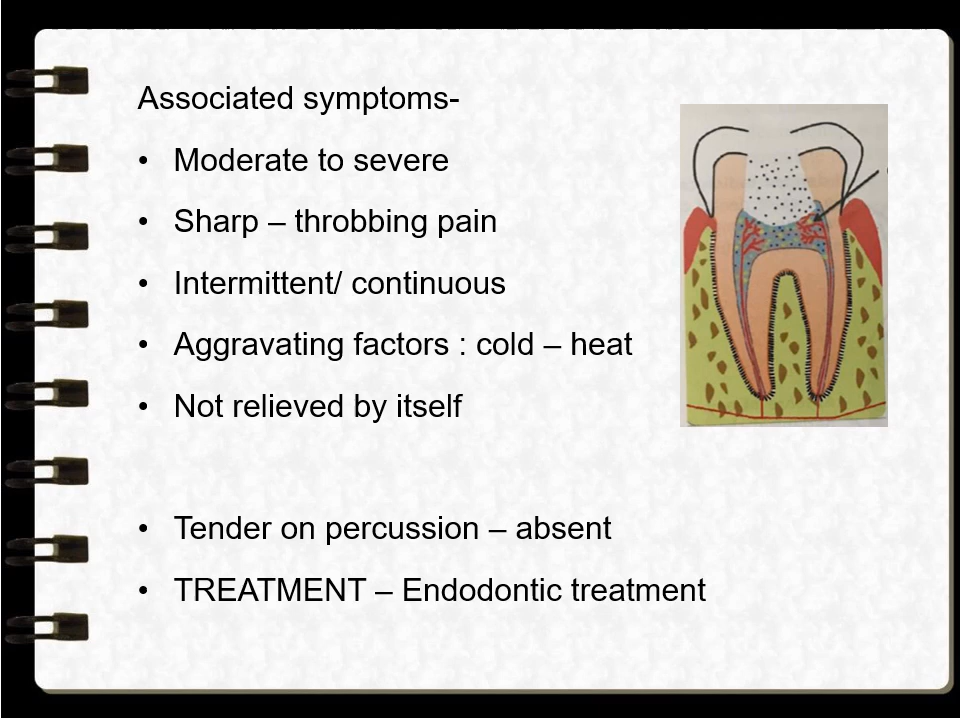 Associated symptoms-
• Moderate to severe
• Sharp – throbbing pain
• Intermittent/ continuous
• Aggravating factors : cold – heat
• Not relieved by itself
• Tender on percussion – absent
• TREATMENT – Endodontic treatment